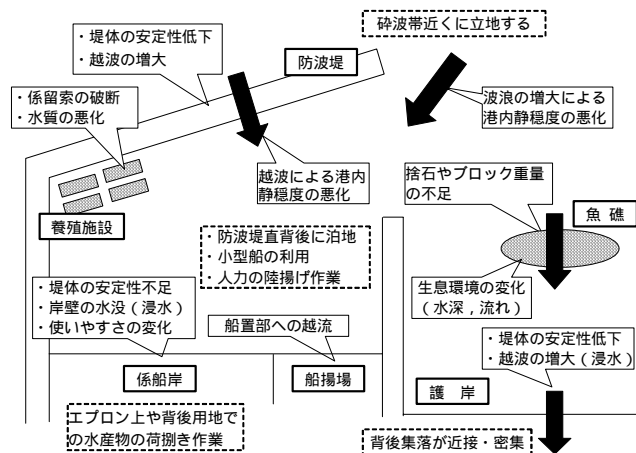 砕波帯近くに立地する
・堤体の安定性低下
・越波の増大
防波堤
・係留索の破断
・水質の悪化
波浪の増大による
港内静穏度の悪化
越波による港内
静穏度の悪化
捨石やブロック重量
の不足
魚礁
養殖施設
・防波堤直背後に泊地
・小型船の利用
・人力の陸揚げ作業
生息環境の変化
（水深，流れ）
・堤体の安定性不足
・岸壁の水没（浸水）
・使いやすさの変化
船置部への越流
・堤体の安定性低下
・越波の増大（浸水）
係船岸
船揚場
護 岸
エプロン上や背後用地で
の水産物の荷捌き作業
背後集落が近接・密集